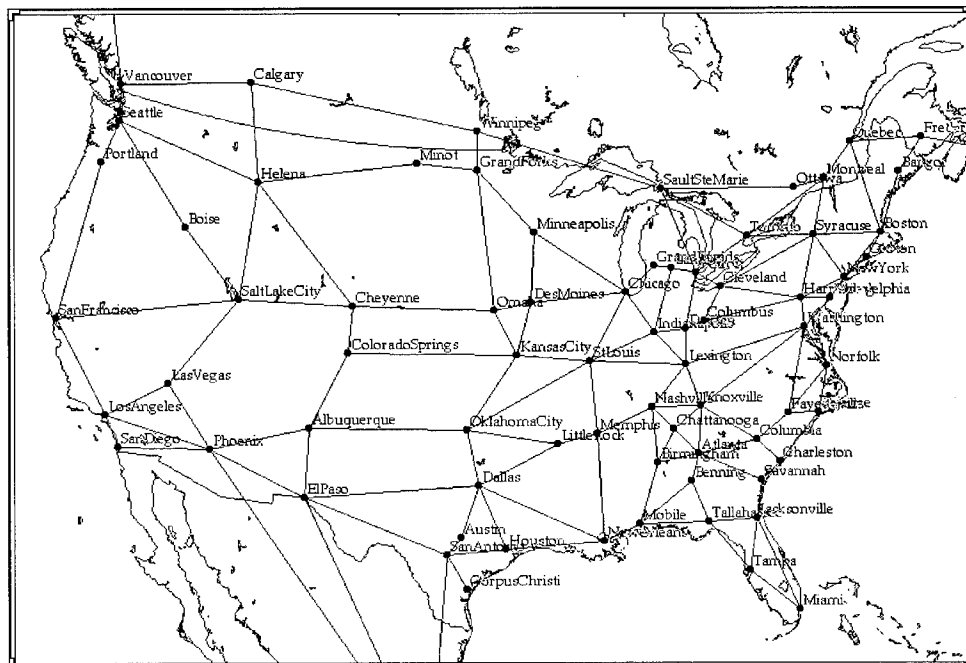 Vancouver
Calgary
Seattle
Winnipeg
Quebec
Portland
Minot
GrandForks
Helena
SaultSteMarie
Ottawa
Montreal
Bangor
Boise
Minneapolis
Toronto
Syracuse
Boston
GrandRapids
NewYork
SaltLakeCity
Cheyenne
Omaha
DesMoines
Chicago
Cleveland
SanFrancisco
Columbus
Washington
Indianapolis
ColoradoSprings
KansasCity
StLouis
Lexington
Norfolk
LasVegas
LosAngeles
Nashville
Knoxville
Albuquerque
OklahomaCity
Memphis
Chattanooga
SanDiego
Phoenix
LittleRock
Columbia
Atlanta
Birmingham
Charleston
Dallas
Benning
Savannah
ElPaso
Mobile
Jacksonville
Austin
Houston
NewOrleans
SanAntonio
Tampa
CorpusChristi
Miami